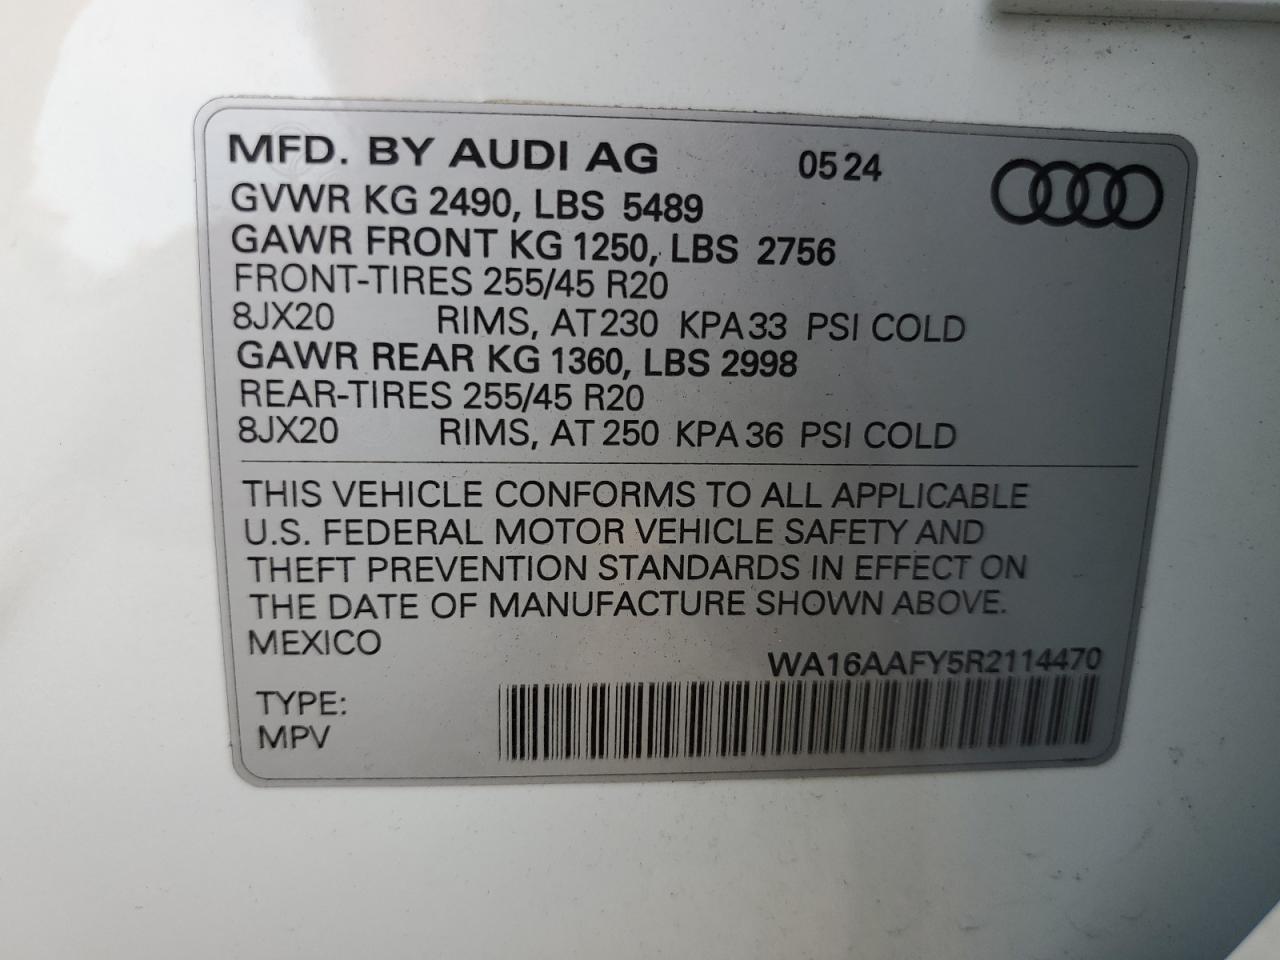 MFD. BY AUDI AG 05 24
GVWR KG 2490, LBS 5489
GAWR FRONT KG 1250, LBS 2756
FRONT-TIRES 255/45 R20
8JX20 RIMS, AT 230 KPA 33 PSI COLD
GAWR REAR KG 1360, LBS 2998
REAR-TIRES 255/45 R20
8JX20 RIMS, AT 250 KPA 36 PSI COLD
THIS VEHICLE CONFORMS TO ALL APPLICABLE
U.S. FEDERAL MOTOR VEHICLE SAFETY AND
THEFT PREVENTION STANDARDS IN EFFECT ON
THE DATE OF MANUFACTURE SHOWN ABOVE.
MEXICO
WA16AAFY5R2114470
TYPE:
MPV